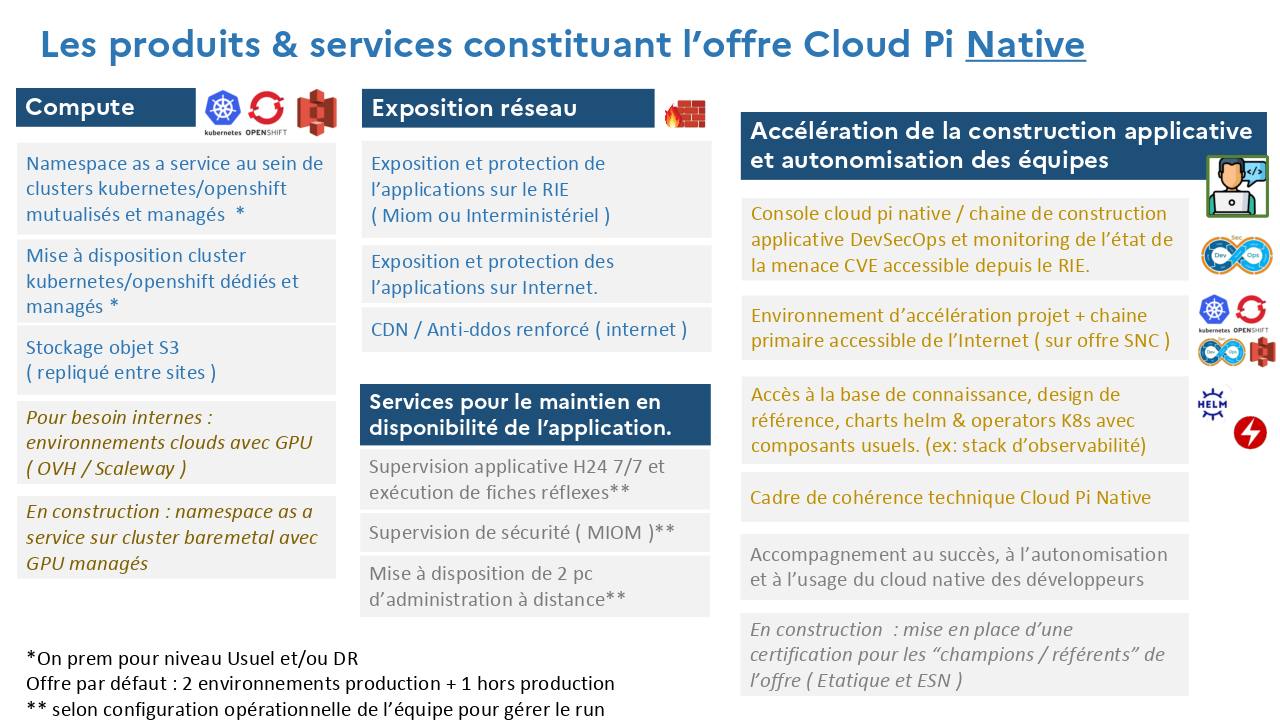 Les produits & services constituant l’offre Cloud Pi Native
Compute
kubernetes
OPENSHIFT
Namespace as a service au sein de
clusters kubernetes/openshift
mutualisés et managés *
Mise à disposition cluster
kubernetes/openshift dédiés et
managés *
Stockage objet S3
( repliqué entre sites )
Pour besoin internes :
environnements clouds avec GPU
( OVH / Scaleway )
En construction : namespace as a
service sur cluster baremetal avec
GPU managés
Exposition réseau
Exposition et protection de
l’applications sur le RIE
( Miom ou Interministériel )
Exposition et protection des
l’applications sur Internet.
CDN / Anti-ddos renforcé ( internet )
Services pour le maintien en
disponibilité de l’application.
Supervision applicative H24 7/7 et
exécution de fiches réflexes**
Supervision de sécurité ( MIOM )**
Mise à disposition de 2 pc
d’administration à distance**
Accélération de la construction applicative
et autonomisation des équipes
</>
Console cloud pi native / chaine de construction
applicative DevSecOps et monitoring de l’état de
la menace CVE accessible depuis le RIE.
Sec
Dev
Ops
Environnement d’accélération projet + chaine
primaire accessible de l’Internet ( sur offre SNC )
kubernetes
OPENSHIFT
Dev
Ops
Accès à la base de connaissance, design de
référence, charts helm & operators K8s avec
composants usuels. (ex: stack d’observabilité)
HELM
Cadre de cohérence technique Cloud Pi Native
Accompagnement au succès, à l’autonomisation
et à l’usage du cloud native des développeurs
En construction : mise en place d’une
certification pour les “champions / référents” de
l’offre ( Etatique et ESN )
*On prem pour niveau Usuel et/ou DR
Offre par défaut : 2 environnements production + 1 hors production
** selon configuration opérationnelle de l’équipe pour gérer le run